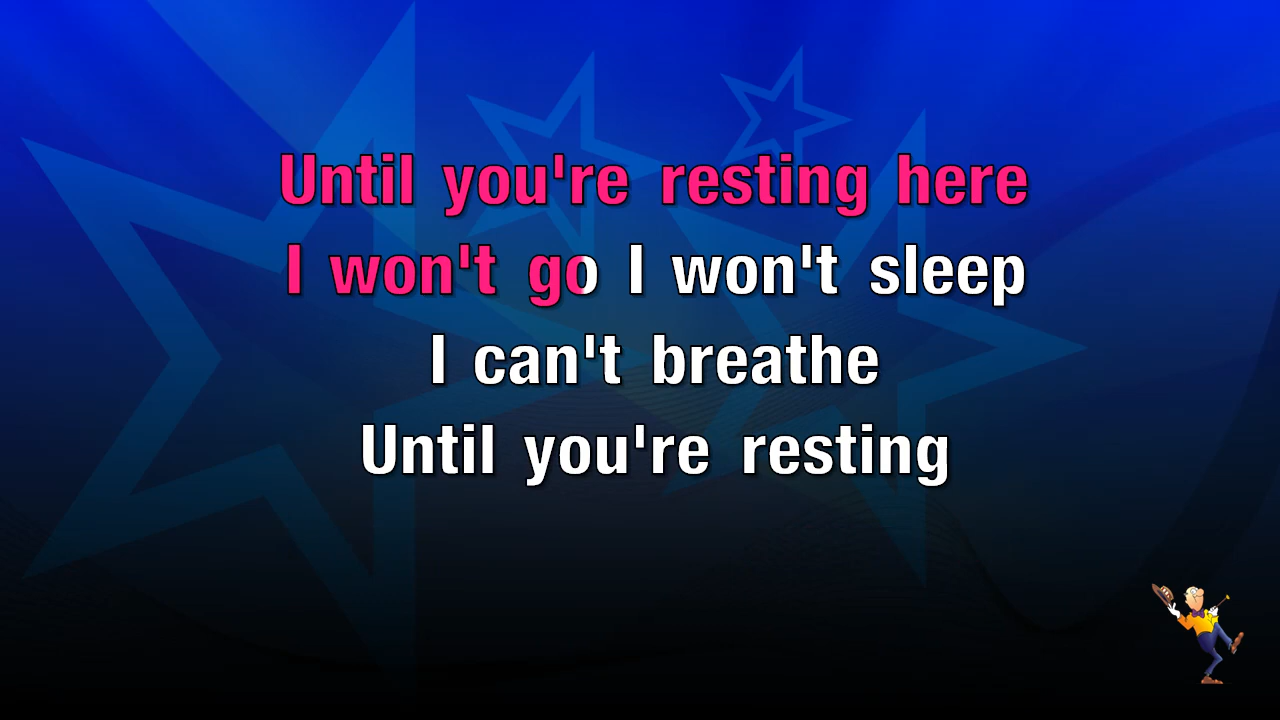 Until you're resting here
I won't go I won't sleep
I can't breathe
Until you're resting